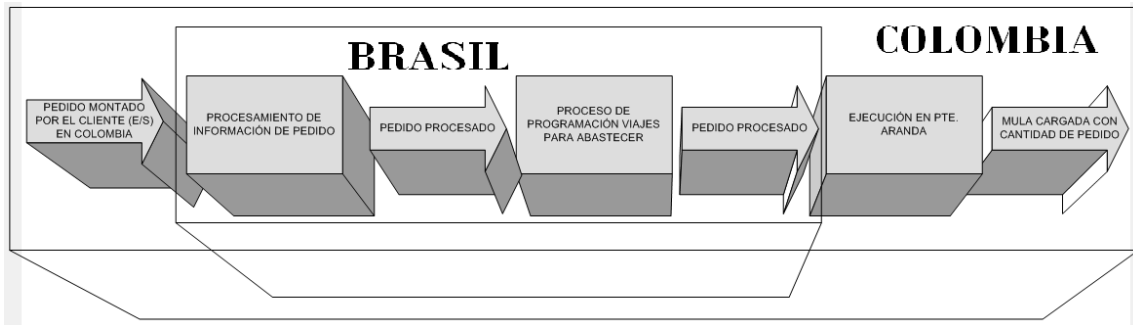 BRASIL
COLOMBIA
PEDIDO MONTADO
POR EL CLIENTE (E/S)
EN COLOMBIA
PROCESAMIENTO DE
INFORMACIÓN DE PEDIDO
PEDIDO PROCESADO
PROCESO DE
PROGRAMACIÓN VIAJES
PARA ABASTECER
PEDIDO PROCESADO
EJECUCIÓN EN PTE.
ARANDA
MULA CARGADA CON
CANTIDAD DE PEDIDO